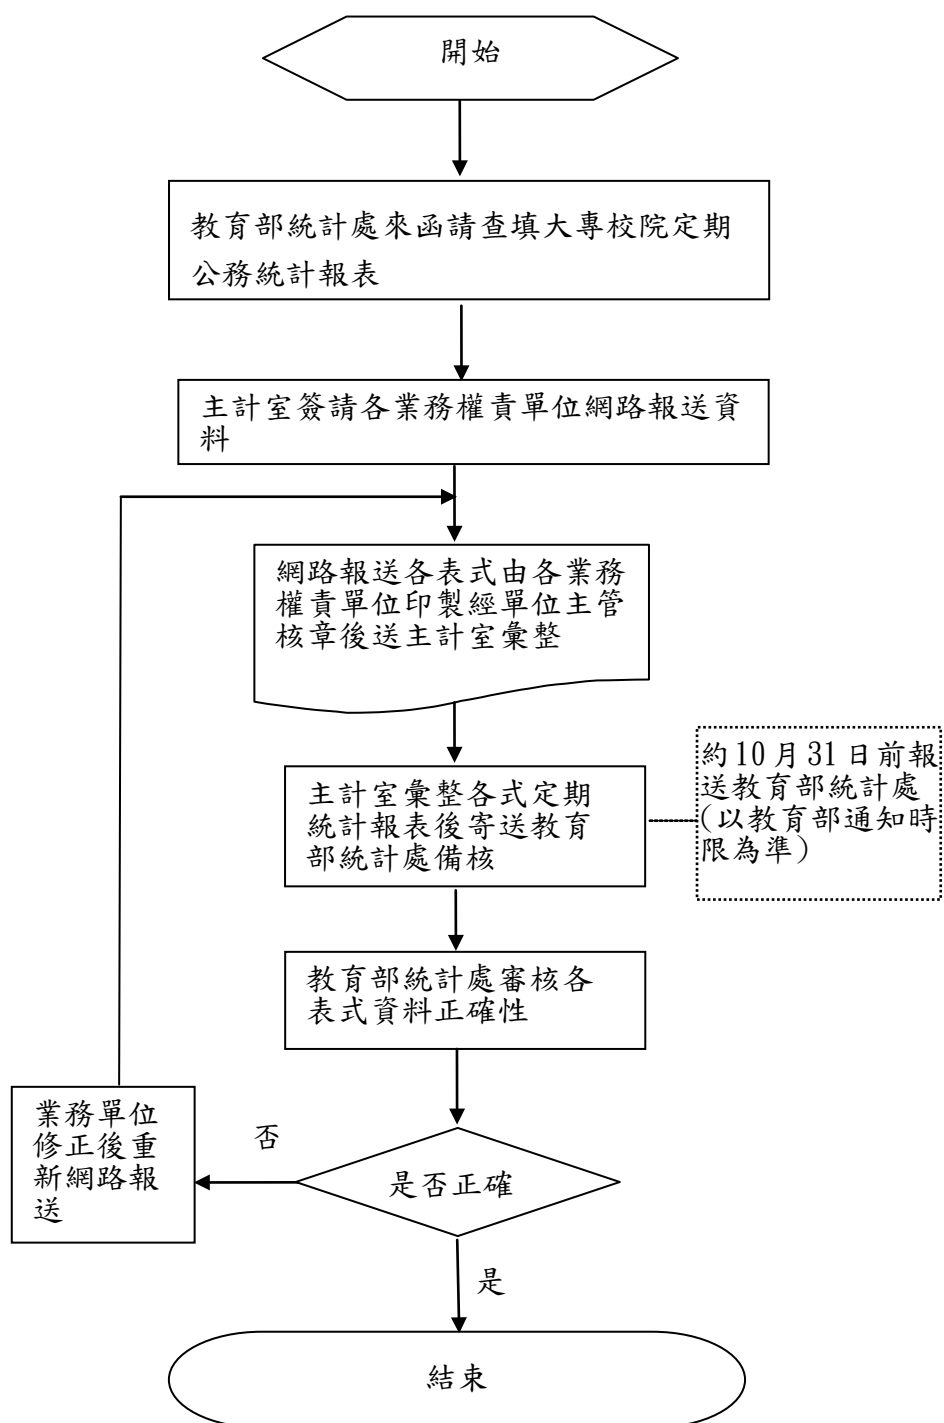 開始
教育部統計處來函請查填大專校院定期
公務統計報表
主計室簽請各業務權責單位網路報送資
料
網路報送各表式由各業務
權責單位印製經單位主管
核章後送主計室彙整
主計室彙整各式定期
統計報表後寄送教育
部統計處備核
約10月31日前報
送教育部統計處
(以教育部通知時
限為準)
教育部統計處審核各
表式資料正確性
業務單位
修正後重
新網路報
送
否
是否正確
是
結束